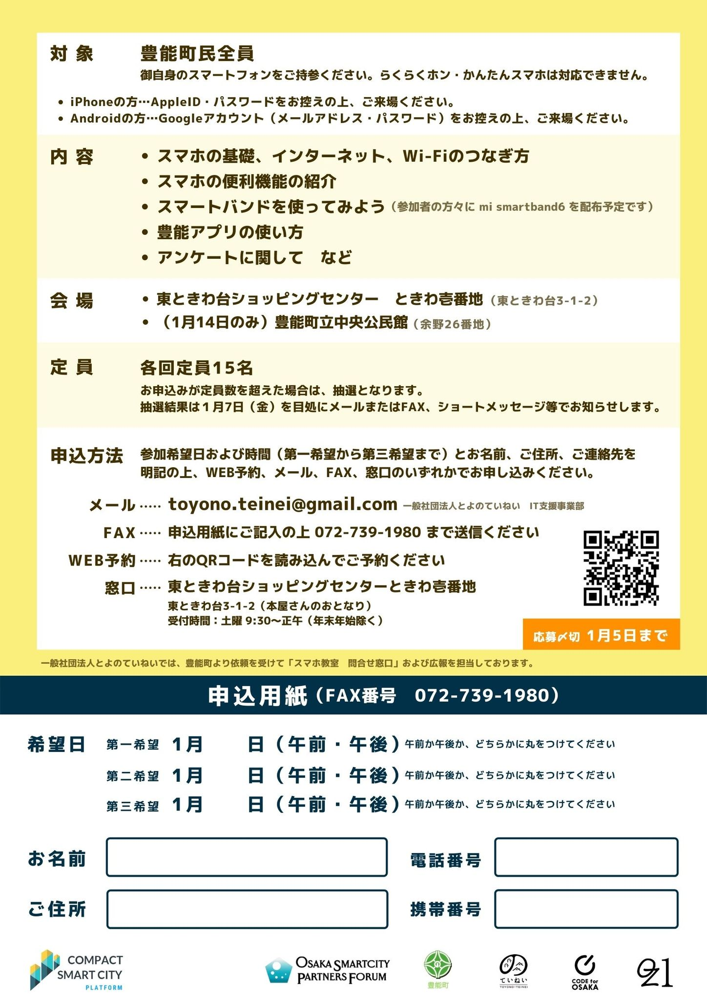 対象 豊能町民全員
御自身のスマートフォンをご持参ください。らくらくホン・かんたんスマホは対応できません。
• iPhoneの方…AppleID・パスワードをお控えの上、ご来場ください。
• Androidの方…Googleアカウント（メールアドレス・パスワード）をお控えの上、ご来場ください。
内容 • スマホの基礎、インターネット、Wi-Fiのつなぎ方
• スマホの便利機能の紹介
• スマートバンドを使ってみよう（参加者の方々に mi smartband6 を配布予定です）
• 豊能アプリの使い方
• アンケートに関して　など
会場 • 東ときわ台ショッピングセンター　ときわ壱番地（東ときわ台3-1-2）
• （1月14日のみ）豊能町立中央公民館（余野26番地）
定員 各回定員15名
お申込みが定員数を超えた場合は、抽選となります。
抽選結果は１月7日（金）を目処にメールまたはFAX、ショートメッセージ等でお知らせします。
申込方法 参加希望日および時間（第一希望から第三希望まで）とお名前、ご住所、ご連絡先を
明記の上、WEB予約、メール、FAX、窓口のいずれかでお申し込みください。
メール ····· toyono.teinei@gmail.com 一般社団法人とよのていねい　IT支援事業部
FAX ····· 申込用紙にご記入の上 072-739-1980 まで送信ください
WEB予約 ····· 右のQRコードを読み込んでご予約ください
窓口 ····· 東ときわ台ショッピングセンターときわ壱番地
東ときわ台3-1-2（本屋さんのおとなり）
受付時間：土曜 9:30〜正午（年末年始除く）
応募〆切 1月5日まで
一般社団法人とよのていねいでは、豊能町より依頼を受けて「スマホ教室　問合せ窓口」および広報を担当しております。
申込用紙（FAX番号　072-739-1980）
希望日 第一希望 1月 日（午前・午後）午前か午後か、どちらかに丸をつけてください
第二希望 1月 日（午前・午後）午前か午後か、どちらかに丸をつけてください
第三希望 1月 日（午前・午後）午前か午後か、どちらかに丸をつけてください
お名前 電話番号
ご住所 携帯番号
COMPACT
SMART CITY
PLATFORM
OSAKA SMARTCITY
PARTNERS FORUM
豊能町
ていねい
TOYONO-TEINEI
CODE for
OSAKA